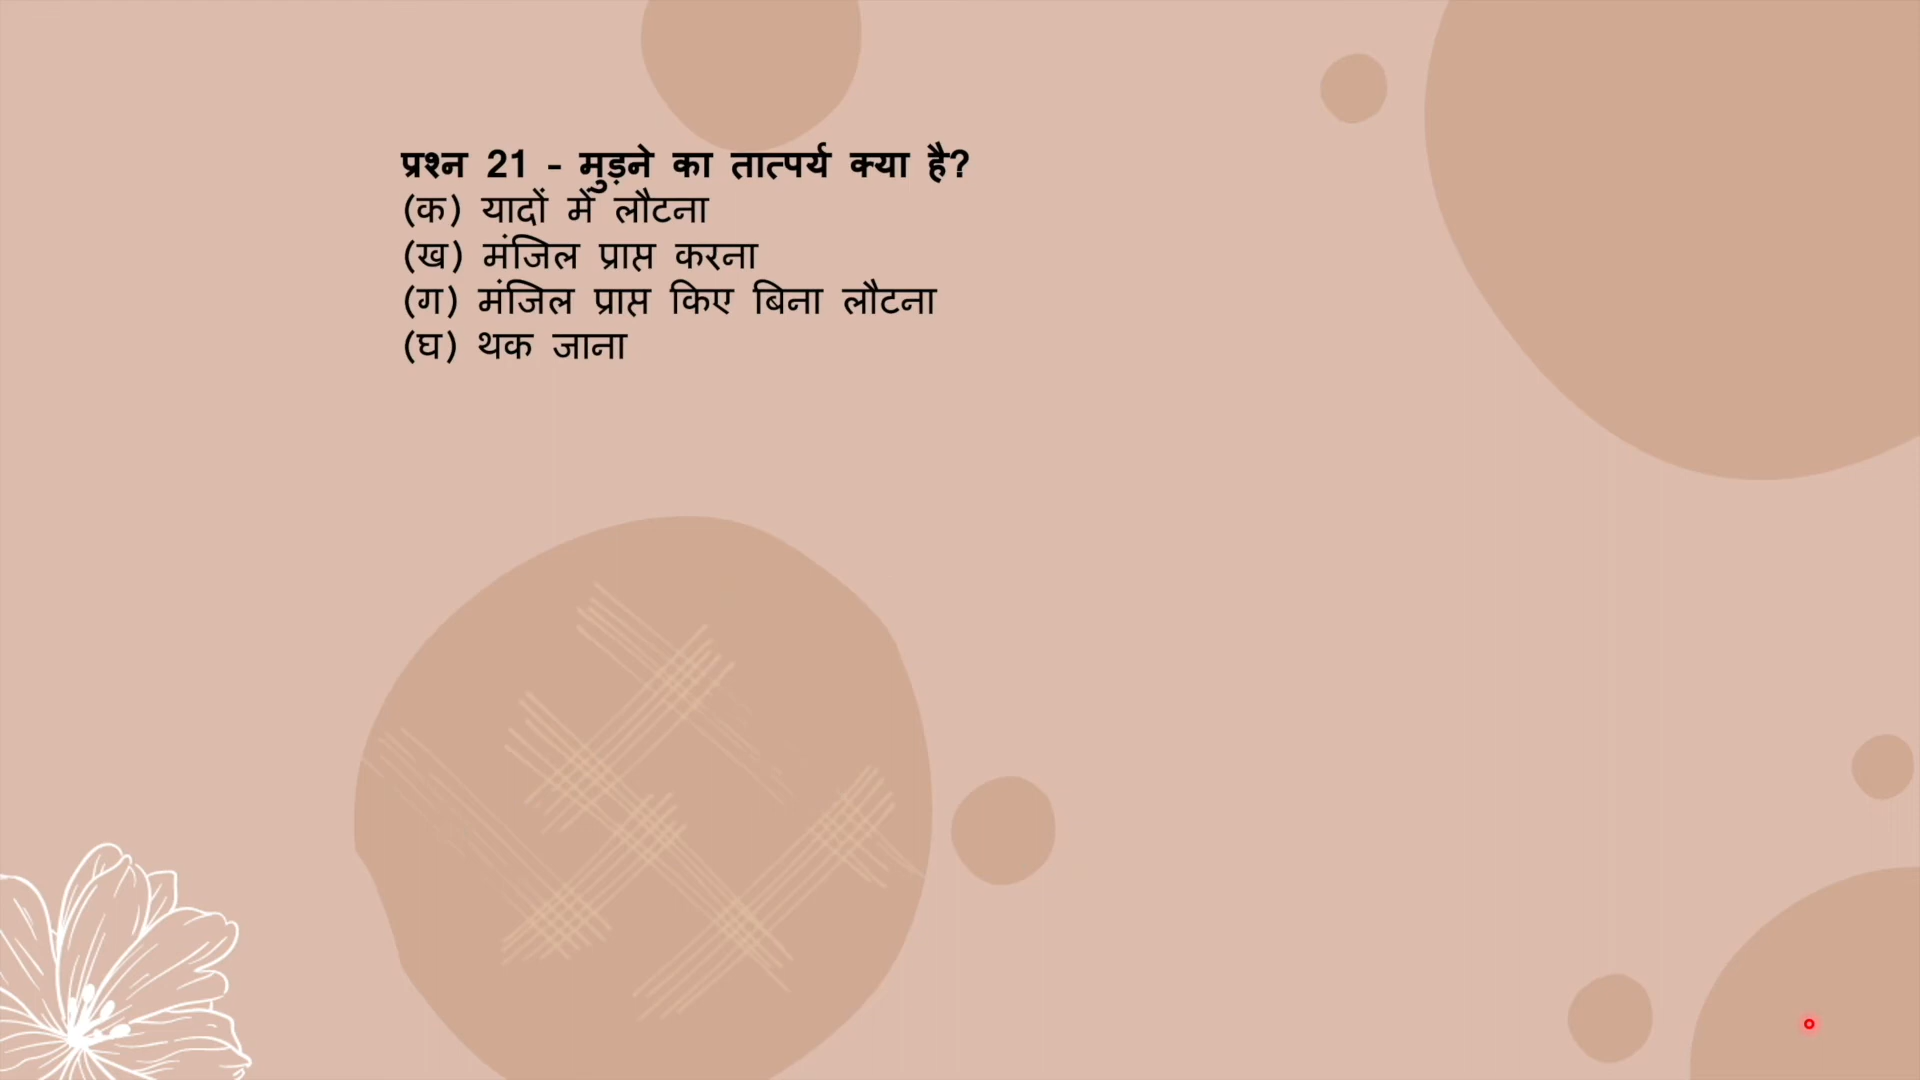 प्रश्न 21 - मुड़ने का तात्पर्य क्या है?
(क) यादों में लौटना
(ख) मंजिल प्राप्त करना
(ग) मंजिल प्राप्त किए बिना लौटना
(घ) थक जाना